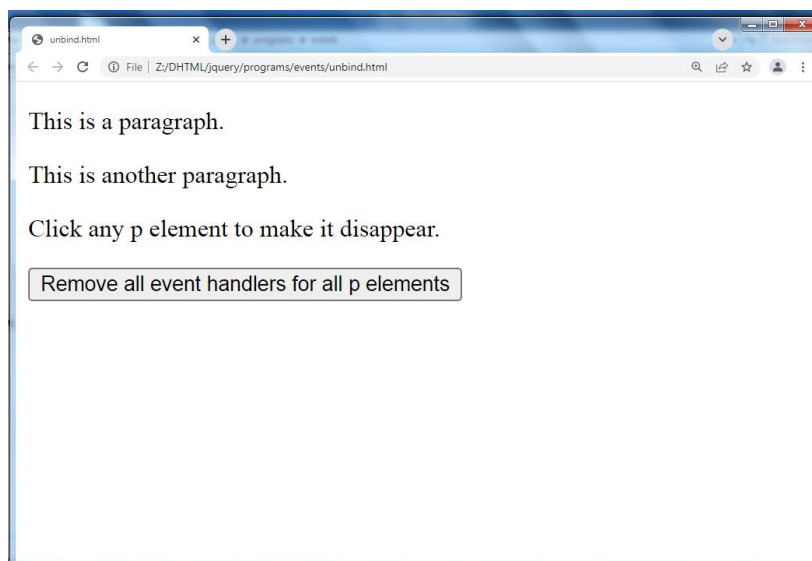 unbind.html
File | Z:/DHTML/jquery/programs/events/unbind.html
This is a paragraph.
This is another paragraph.
Click any p element to make it disappear.
Remove all event handlers for all p elements